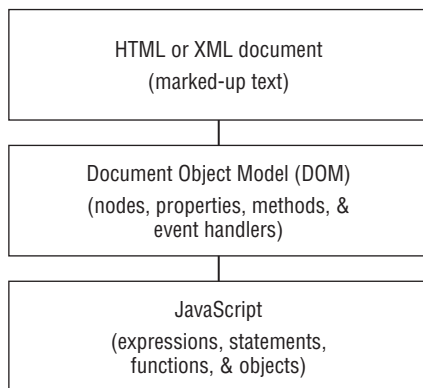 HTML or XML document
(marked-up text)
Document Object Model (DOM)
(nodes, properties, methods, &
event handlers)
JavaScript
(expressions, statements,
functions, & objects)